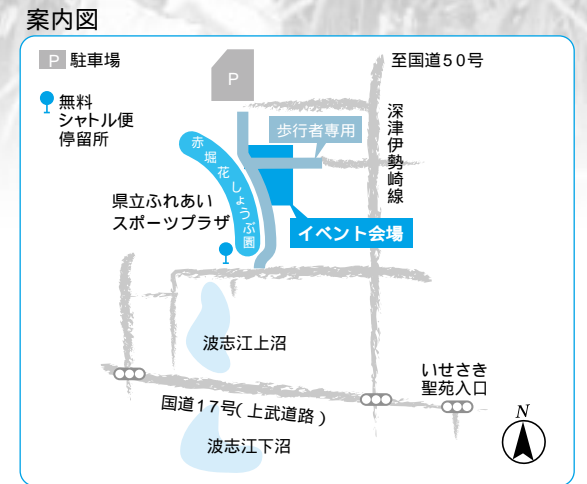 案内図
P 駐車場
無料
シャトル便
停留所
P
至国道50号
深津伊勢崎線
歩行者専用
赤堀花しょうぶ園
県立ふれあい
スポーツプラザ
イベント会場
波志江上沼
いせさき
聖苑入口
国道17号(上武道路)
波志江下沼
N